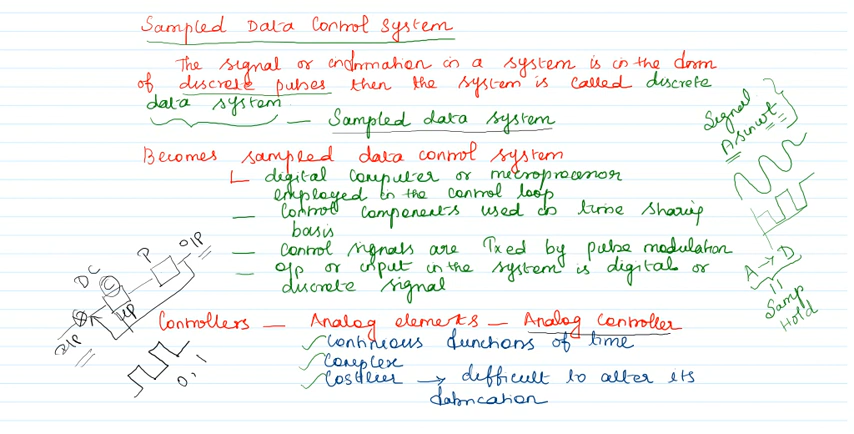 Sampled Data Control System
The signal or information in a system is in the form
of discrete pulses then the system is called discrete
data system — Sampled data system
Becomes sampled data control system
digital computer or microprocessor
employed in the control loop
— Control components used on time sharing
basis
— Control signals are Txed by pulse modulation
— O/p or input in the system is digital or
discrete signal
Controllers — Analog elements — Analog Controller
✓ Continuous functions of time
✓ Complex
✓ Costlier → difficult to alter its
fabrication
Signal
A sinωt
A → D
Samp
Hold
DC
C
P
O/P
μP
I/P
0, 1